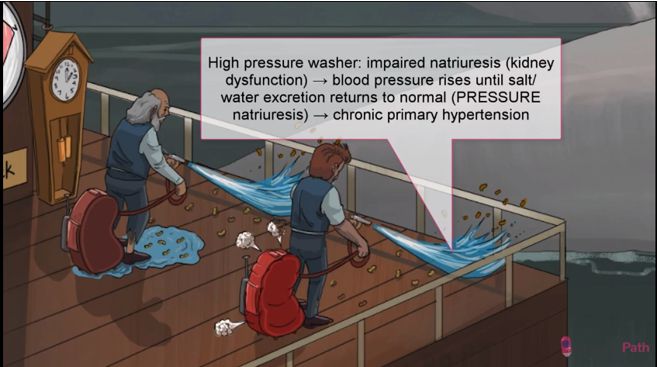 High pressure washer: impaired natriuresis (kidney
dysfunction) → blood pressure rises until salt/
water excretion returns to normal (PRESSURE
natriuresis) → chronic primary hypertension
k
Path